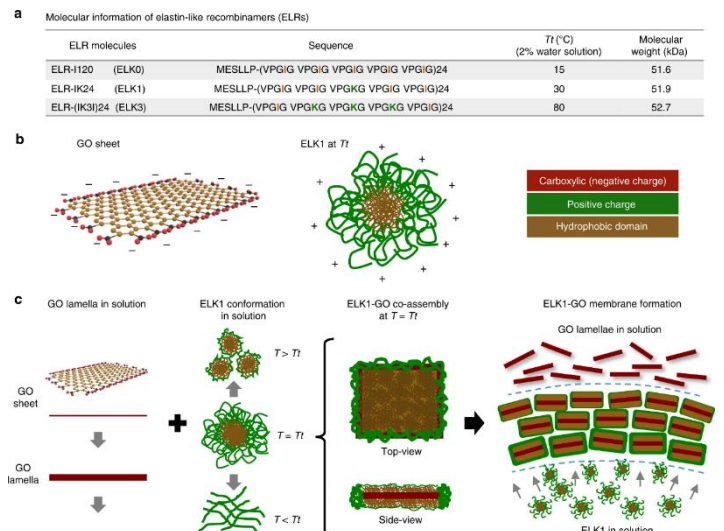 a
Molecular information of elastin-like recombinamers (ELRs)
ELR molecules Sequence Tt (°C) (2% water solution) Molecular weight (kDa)
ELR-I120 (ELK0) MESLLP-(VPGIG VPGIG VPGIG VPGIG VPGIG)24 15 51.6
ELR-IK24 (ELK1) MESLLP-(VPGIG VPGIG VPGKG VPGIG VPGIG)24 30 51.9
ELR-(IK3I)24 (ELK3) MESLLP-(VPGIG VPGKG VPGKG VPGKG VPGIG)24 80 52.7
b
GO sheet
ELK1 at Tt
Carboxylic (negative charge)
Positive charge
Hydrophobic domain
c
GO lamella in solution
GO sheet
GO lamella
ELK1 conformation in solution
T > Tt
T = Tt
T < Tt
ELK1-GO co-assembly at T = Tt
Top-view
Side-view
ELK1-GO membrane formation
GO lamellae in solution
ELK1 in solution